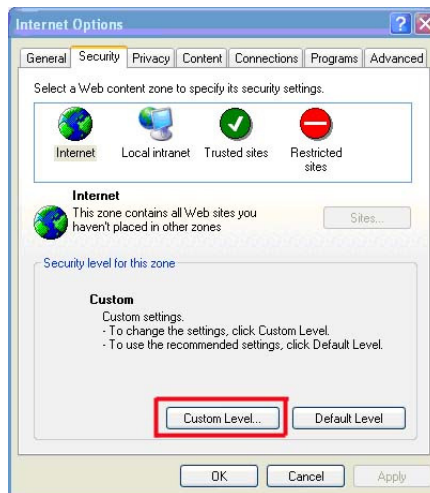 Internet Options
General Security Privacy Content Connections Programs Advanced
Select a Web content zone to specify its security settings.
Internet Local intranet Trusted sites Restricted
sites
Internet
This zone contains all Web sites you
haven't placed in other zones
Sites...
Security level for this zone
Custom
Custom settings.
- To change the settings, click Custom Level.
- To use the recommended settings, click Default Level.
Custom Level... Default Level
OK Cancel Apply